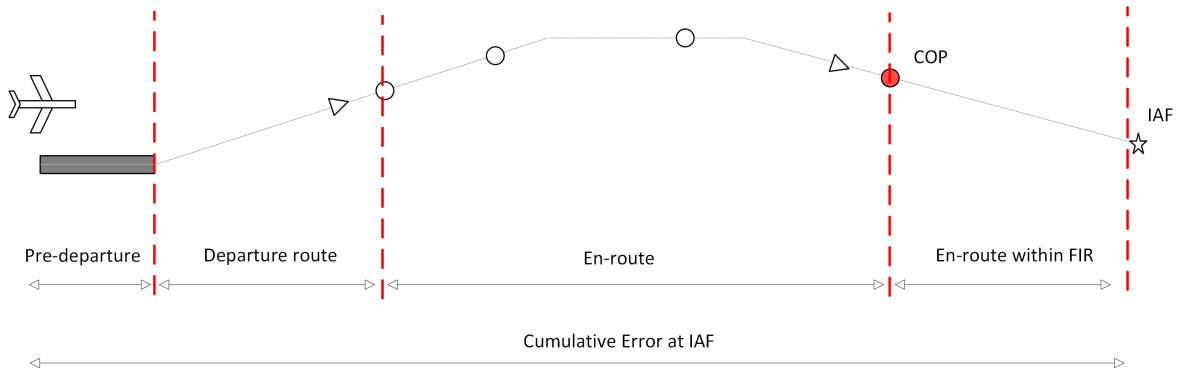 COP
IAF
Pre-departure
Departure route
En-route
En-route within FIR
Cumulative Error at IAF